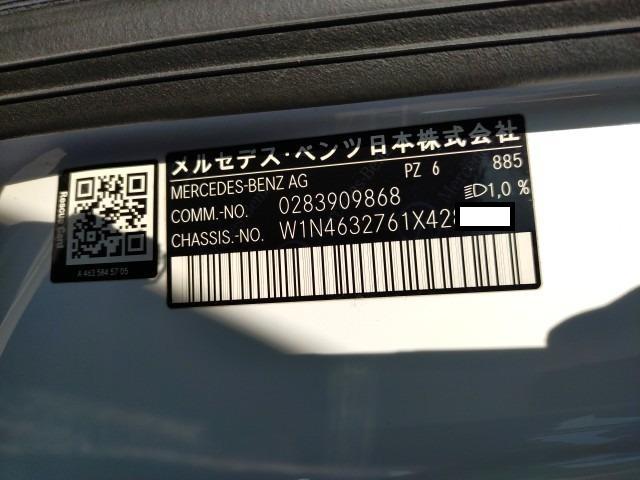 メルセデス・ベンツ日本株式会社
MERCEDES-BENZ AG PZ 6 885
COMM.-NO. 0283909868 1,0 %
CHASSIS.-NO. W1N4632761X42
Rescue Card
A 463 584 57 05